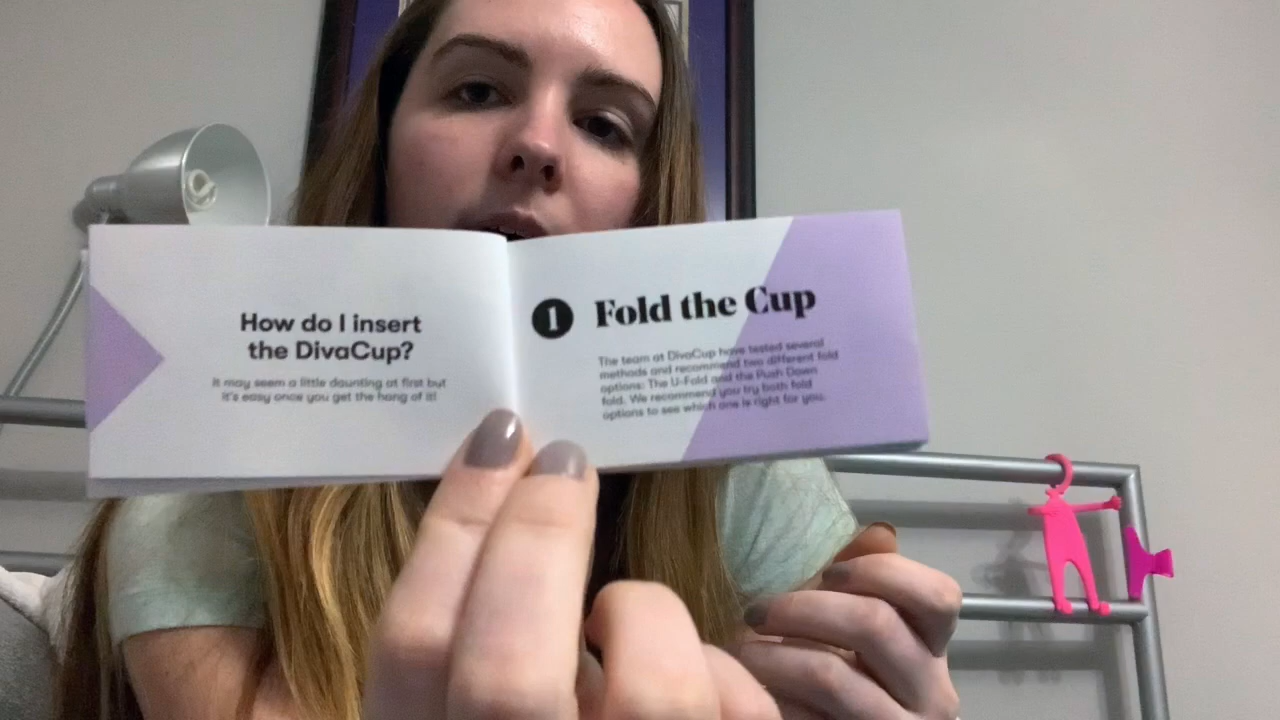 How do I insert
the DivaCup?
It may seem a little daunting at first but
it's easy once you get the hang of it!
1 Fold the Cup
The team at DivaCup have tested several
methods and recommend two different fold
options: The U-Fold and the Push Down
fold. We recommend you try both fold
options to see which one is right for you.